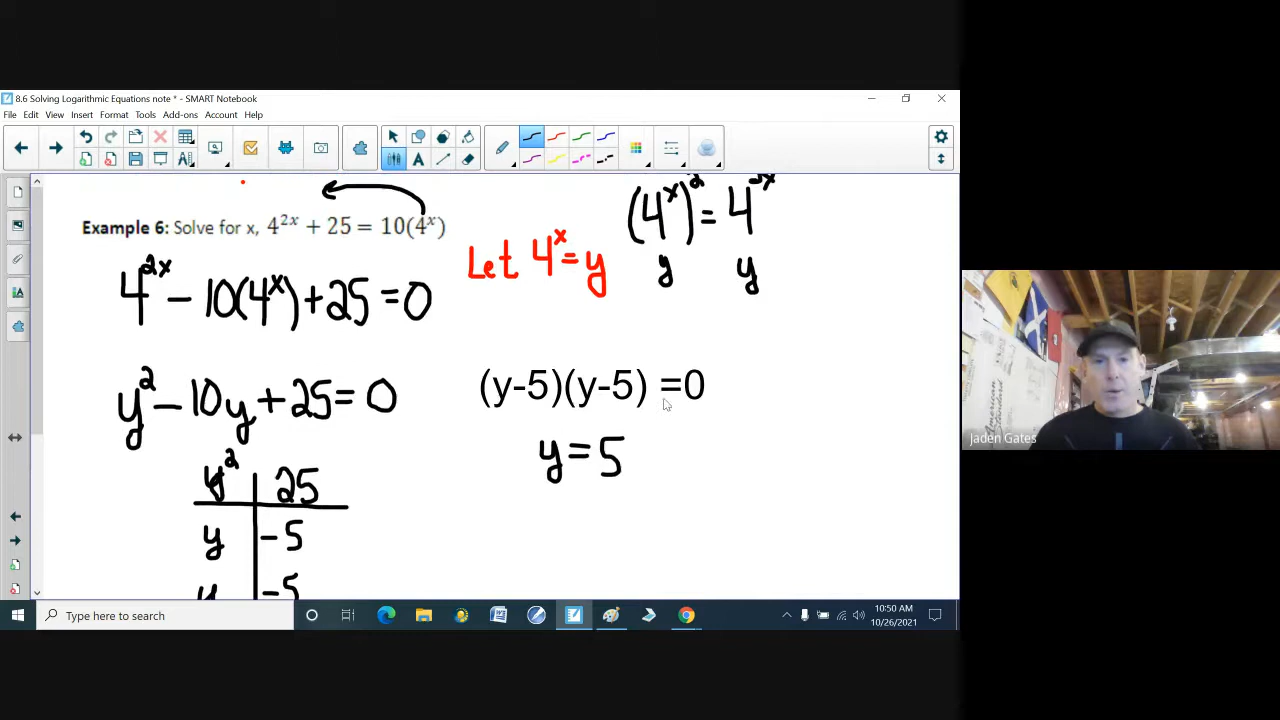 8.6 Solving Logarithmic Equations note * - SMART Notebook
File Edit View Insert Format Tools Add-ons Account Help
Example 6: Solve for x, 4^{2x} + 25 = 10(4^x)
(4^x)^2 = 4^{2x}
y y
Let 4^x = y
4^{2x} - 10(4^x) + 25 = 0
y^2 - 10y + 25 = 0
(y-5)(y-5) =0
y = 5
y^2 25
y -5
y -5
Jaden Gates
Type here to search
10:50 AM
10/26/2021